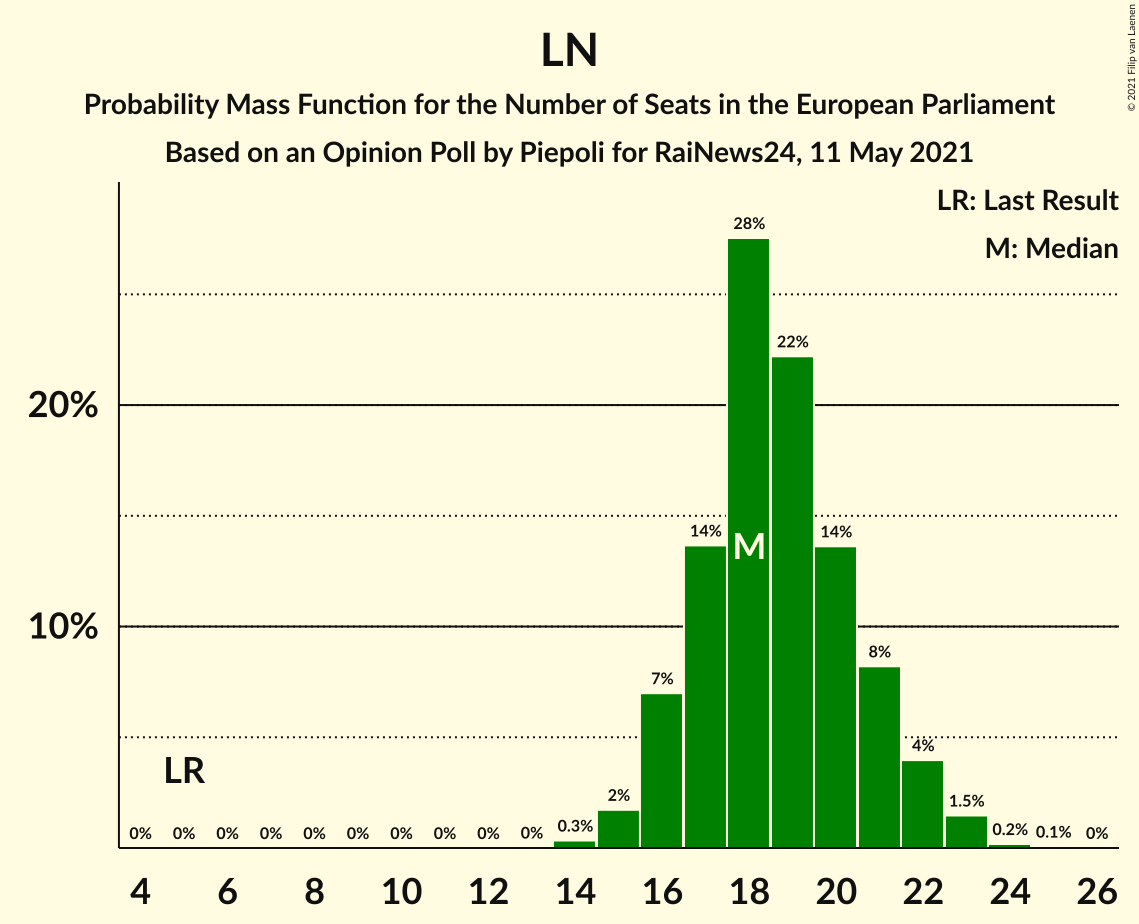 LN
Probability Mass Function for the Number of Seats in the European Parliament
Based on an Opinion Poll by Piepoli for RaiNews24, 11 May 2021
© 2021 Filip van Laenen
LR: Last Result
M: Median
20%
10%
0% 0% 0% 0% 0% 0% 0% 0% 0% 0% 0.3% 2% 7% 14% 28% 22% 14% 8% 4% 1.5% 0.2% 0.1% 0%
LR
M
4 6 8 10 12 14 16 18 20 22 24 26